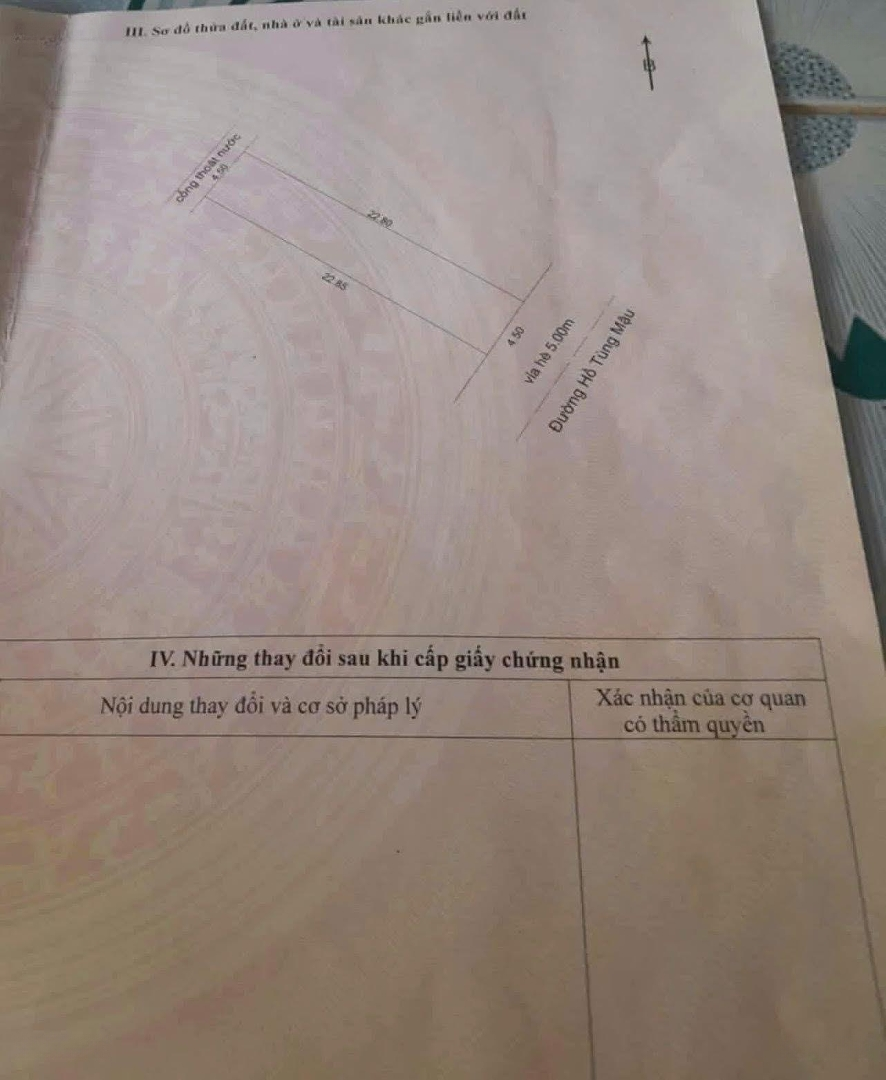 III. Sơ đồ thửa đất, nhà ở và tài sản khác gắn liền với đất
B
cống thoát nước
4.50
22.80
22.85
4.50
vỉa hè 5.00m
Đường Hồ Tùng Mậu
IV. Những thay đổi sau khi cấp giấy chứng nhận
Nội dung thay đổi và cơ sở pháp lý
Xác nhận của cơ quan
có thẩm quyền